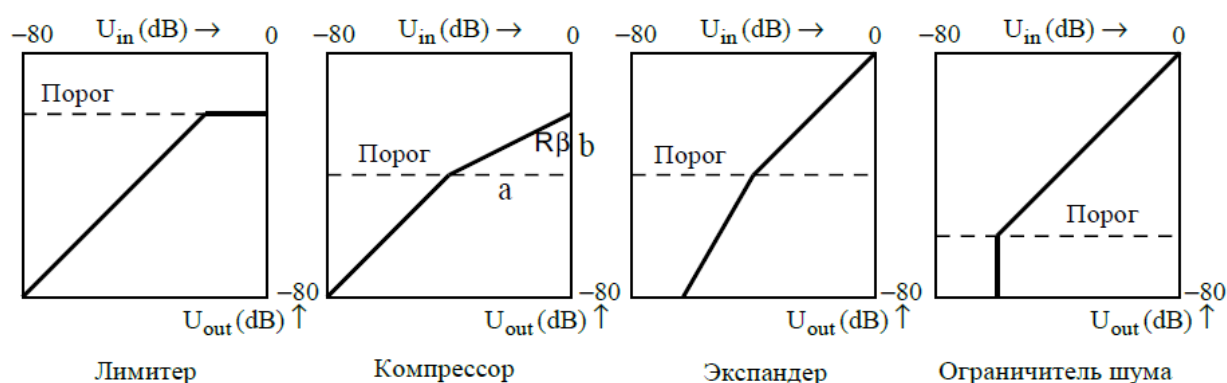 U_in (dB) → U_in (dB) → U_in (dB) → U_in (dB) →
−80 0 −80 0 −80 0 −80 0
Порог
Rβ b
Порог Порог
a
Порог
−80 −80 −80 −80
U_out (dB) ↑ U_out (dB) ↑ U_out (dB) ↑ U_out (dB) ↑
Лимитер Компрессор Экспандер Ограничитель шума